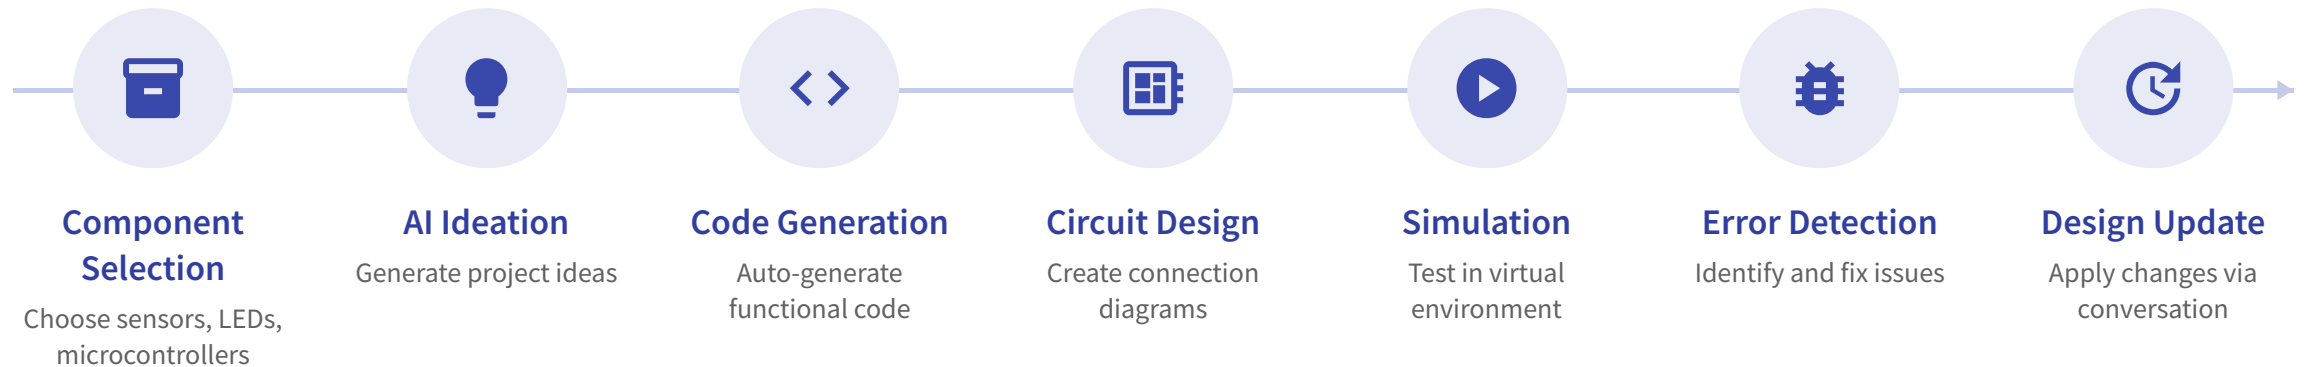 Component
Selection
Choose sensors, LEDs,
microcontrollers
AI Ideation
Generate project ideas
Code Generation
Auto-generate
functional code
Circuit Design
Create connection
diagrams
Simulation
Test in virtual
environment
Error Detection
Identify and fix issues
Design Update
Apply changes via
conversation